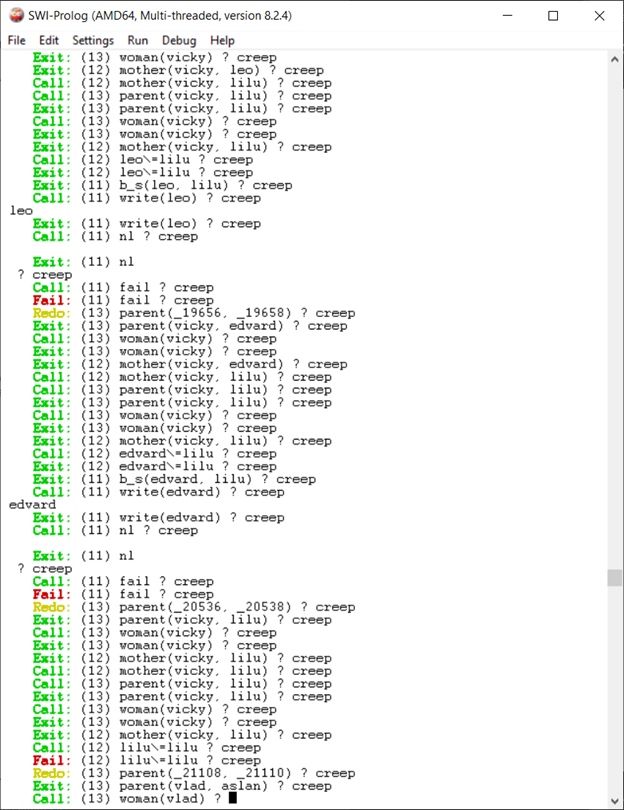 SWI-Prolog (AMD64, Multi-threaded, version 8.2.4)
File Edit Settings Run Debug Help
Exit: (13) woman(vicky) ? creep
Exit: (12) mother(vicky, leo) ? creep
Call: (12) mother(vicky, lilu) ? creep
Call: (13) parent(vicky, lilu) ? creep
Exit: (13) parent(vicky, lilu) ? creep
Call: (13) woman(vicky) ? creep
Exit: (13) woman(vicky) ? creep
Exit: (12) mother(vicky, lilu) ? creep
Call: (12) leo\=lilu ? creep
Exit: (12) leo\=lilu ? creep
Exit: (11) b_s(leo, lilu) ? creep
Call: (11) write(leo) ? creep
leo
Exit: (11) write(leo) ? creep
Call: (11) nl ? creep
Exit: (11) nl
? creep
Call: (11) fail ? creep
Fail: (11) fail ? creep
Redo: (13) parent(_19656, _19658) ? creep
Exit: (13) parent(vicky, edvard) ? creep
Call: (13) woman(vicky) ? creep
Exit: (13) woman(vicky) ? creep
Exit: (12) mother(vicky, edvard) ? creep
Call: (12) mother(vicky, lilu) ? creep
Call: (13) parent(vicky, lilu) ? creep
Exit: (13) parent(vicky, lilu) ? creep
Call: (13) woman(vicky) ? creep
Exit: (13) woman(vicky) ? creep
Exit: (12) mother(vicky, lilu) ? creep
Call: (12) edvard\=lilu ? creep
Exit: (12) edvard\=lilu ? creep
Exit: (11) b_s(edvard, lilu) ? creep
Call: (11) write(edvard) ? creep
edvard
Exit: (11) write(edvard) ? creep
Call: (11) nl ? creep
Exit: (11) nl
? creep
Call: (11) fail ? creep
Fail: (11) fail ? creep
Redo: (13) parent(_20536, _20538) ? creep
Exit: (13) parent(vicky, lilu) ? creep
Call: (13) woman(vicky) ? creep
Exit: (13) woman(vicky) ? creep
Exit: (12) mother(vicky, lilu) ? creep
Call: (12) mother(vicky, lilu) ? creep
Call: (13) parent(vicky, lilu) ? creep
Exit: (13) parent(vicky, lilu) ? creep
Call: (13) woman(vicky) ? creep
Exit: (13) woman(vicky) ? creep
Exit: (12) mother(vicky, lilu) ? creep
Call: (12) lilu\=lilu ? creep
Fail: (12) lilu\=lilu ? creep
Redo: (13) parent(_21108, _21110) ? creep
Exit: (13) parent(vlad, aslan) ? creep
Call: (13) woman(vlad) ?